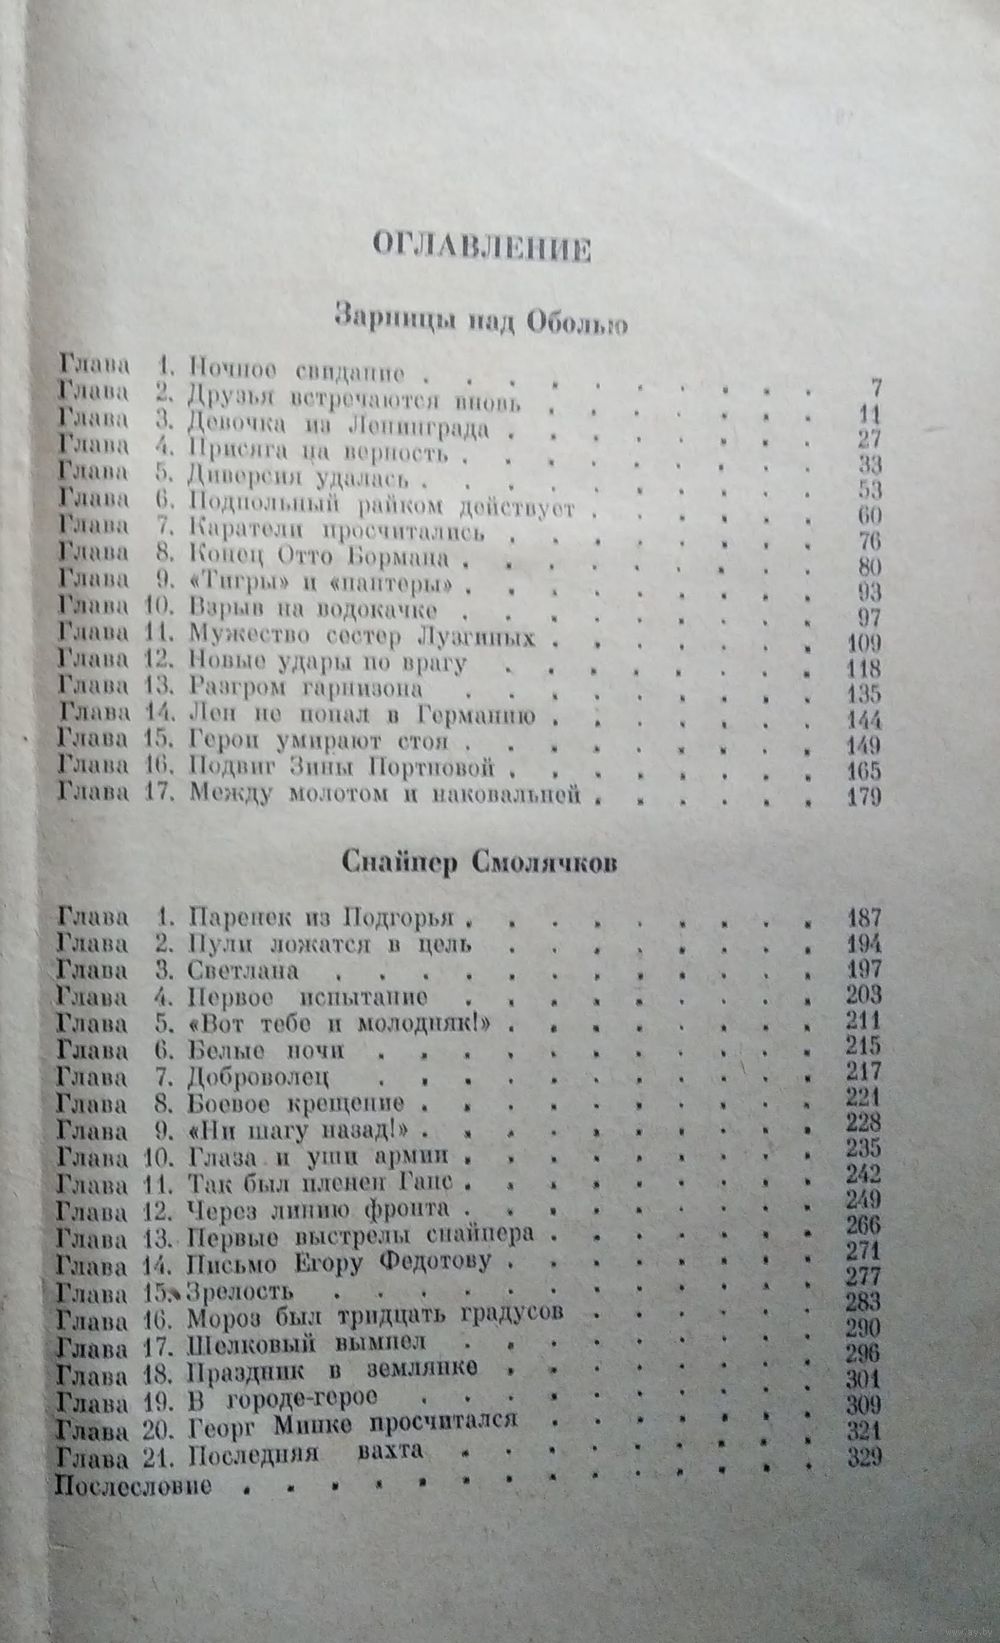 ОГЛАВЛЕНИЕ
Зарницы над Оболью
Глава 1. Ночное свидание . . . . . . . . . . 7
Глава 2. Друзья встречаются вновь . . . . . . . 11
Глава 3. Девочка из Ленинграда . . . . . . . . 27
Глава 4. Присяга на верность . . . . . . . . . 33
Глава 5. Диверсия удалась . . . . . . . . . . 53
Глава 6. Подпольный райком действует . . . . . . 60
Глава 7. Каратели просчитались . . . . . . . . 76
Глава 8. Конец Отто Бормана . . . . . . . . . 80
Глава 9. «Тигры» и «пантеры» . . . . . . . . . 93
Глава 10. Взрыв на водокачке . . . . . . . . . 97
Глава 11. Мужество сестер Лузгиных . . . . . . . 109
Глава 12. Новые удары по врагу . . . . . . . . 118
Глава 13. Разгром гарнизона . . . . . . . . . 135
Глава 14. Лен не попал в Германию . . . . . . . 144
Глава 15. Герои умирают стоя . . . . . . . . . 149
Глава 16. Подвиг Зины Портновой . . . . . . . . 165
Глава 17. Между молотом и наковальней . . . . . . 179
Снайпер Смолячков
Глава 1. Паренек из Подгорья . . . . . . . . . 187
Глава 2. Пули ложатся в цель . . . . . . . . 194
Глава 3. Светлана . . . . . . . . . . . . 197
Глава 4. Первое испытание . . . . . . . . . 203
Глава 5. «Вот тебе и молодняк!» . . . . . . . . 211
Глава 6. Белые ночи . . . . . . . . . . . 215
Глава 7. Доброволец . . . . . . . . . . . 217
Глава 8. Боевое крещение . . . . . . . . . . 221
Глава 9. «Ни шагу назад!» . . . . . . . . . . 228
Глава 10. Глаза и уши армии . . . . . . . . . 235
Глава 11. Так был пленен Ганс . . . . . . . . . 242
Глава 12. Через линию фронта . . . . . . . . . 249
Глава 13. Первые выстрелы снайпера . . . . . . . 266
Глава 14. Письмо Егору Федотову . . . . . . . . 271
Глава 15. Зрелость . . . . . . . . . . . . 277
Глава 16. Мороз был тридцать градусов . . . . . . 283
Глава 17. Шелковый вымпел . . . . . . . . . 290
Глава 18. Праздник в землянке . . . . . . . . 296
Глава 19. В городе-герое . . . . . . . . . . 301
Глава 20. Георг Минке просчитался . . . . . . . 309
Глава 21. Последняя вахта . . . . . . . . . 321
Послесловие . . . . . . . . . . . . . . 329
www.ay.by